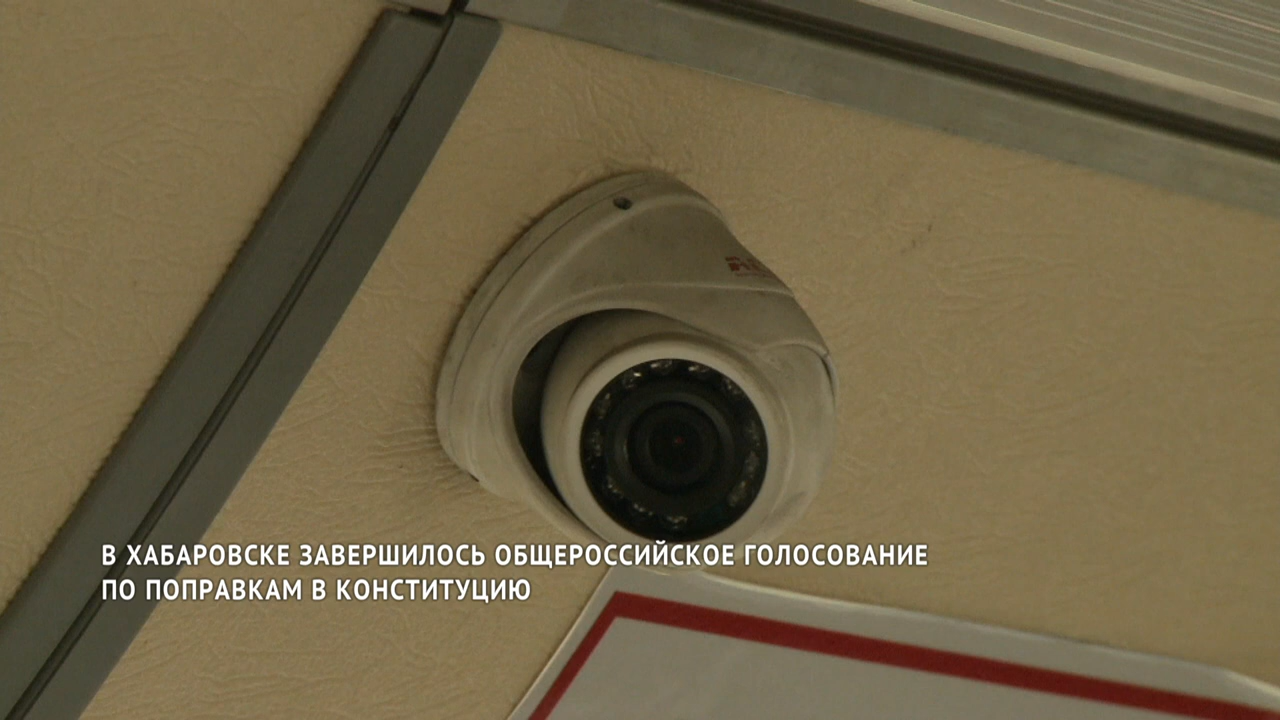 В ХАБАРОВСКЕ ЗАВЕРШИЛОСЬ ОБЩЕРОССИЙСКОЕ ГОЛОСОВАНИЕ
ПО ПОПРАВКАМ В КОНСТИТУЦИЮ